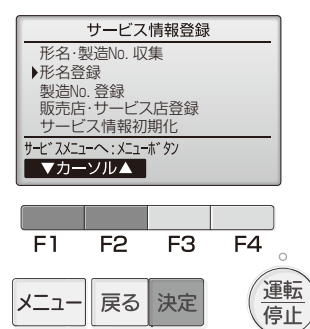 サービス情報登録
形名・製造No. 収集
▶形名登録
製造No. 登録
販売店・サービス店登録
サービス情報初期化
ｻｰﾋﾞｽﾒﾆｭｰへ:ﾒﾆｭｰﾎﾞﾀﾝ
▼カーソル▲
F1 F2 F3 F4
メニュー 戻る 決定 運転
停止